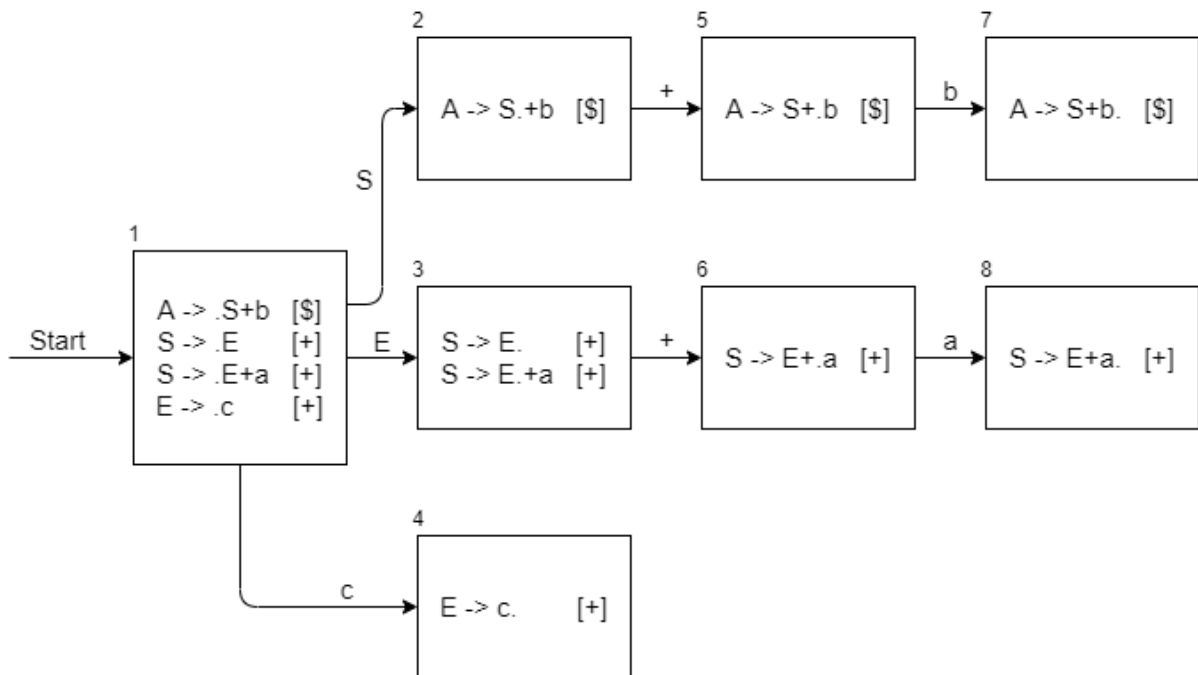 2
5
7
A -> S.+b [$]
+
A -> S+.b [$]
b
A -> S+b. [$]
S
1
Start
A -> .S+b [$]
S -> .E [+]
S -> .E+a [+]
E -> .c [+]
E
3
6
8
S -> E. [+]
S -> E.+a [+]
+
S -> E+.a [+]
a
S -> E+a. [+]
c
4
E -> c. [+]